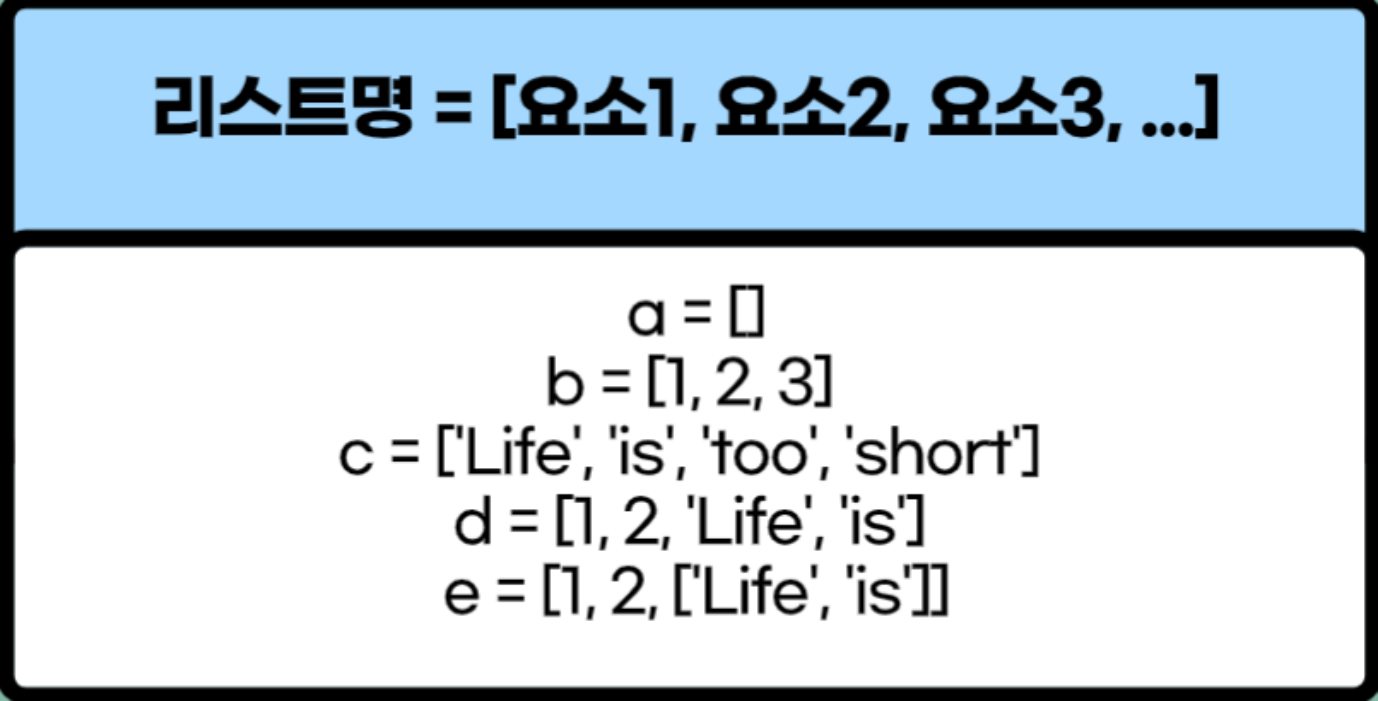 리스트명 = [요소1, 요소2, 요소3, ...]
a = []
b = [1, 2, 3]
c = ['Life', 'is', 'too', 'short']
d = [1, 2, 'Life', 'is']
e = [1, 2, ['Life', 'is']]